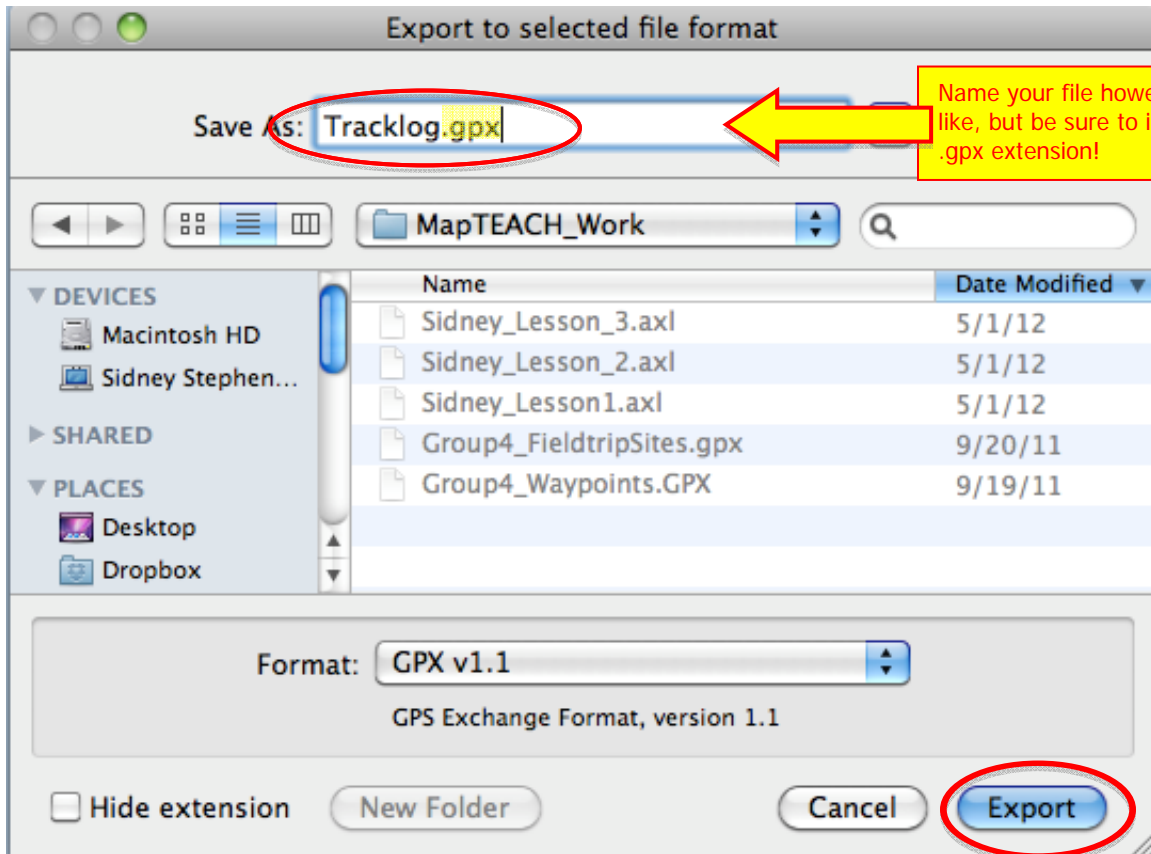 Export to selected file format
Save As: Tracklog.gpx
Name your file howe
like, but be sure to i
.gpx extension!
MapTEACH_Work
Name Date Modified
DEVICES
Macintosh HD
Sidney Stephen...
SHARED
PLACES
Desktop
Dropbox
Sidney_Lesson_3.axl 5/1/12
Sidney_Lesson_2.axl 5/1/12
Sidney_Lesson1.axl 5/1/12
Group4_FieldtripSites.gpx 9/20/11
Group4_Waypoints.GPX 9/19/11
Format: GPX v1.1
GPS Exchange Format, version 1.1
Hide extension
New Folder
Cancel
Export